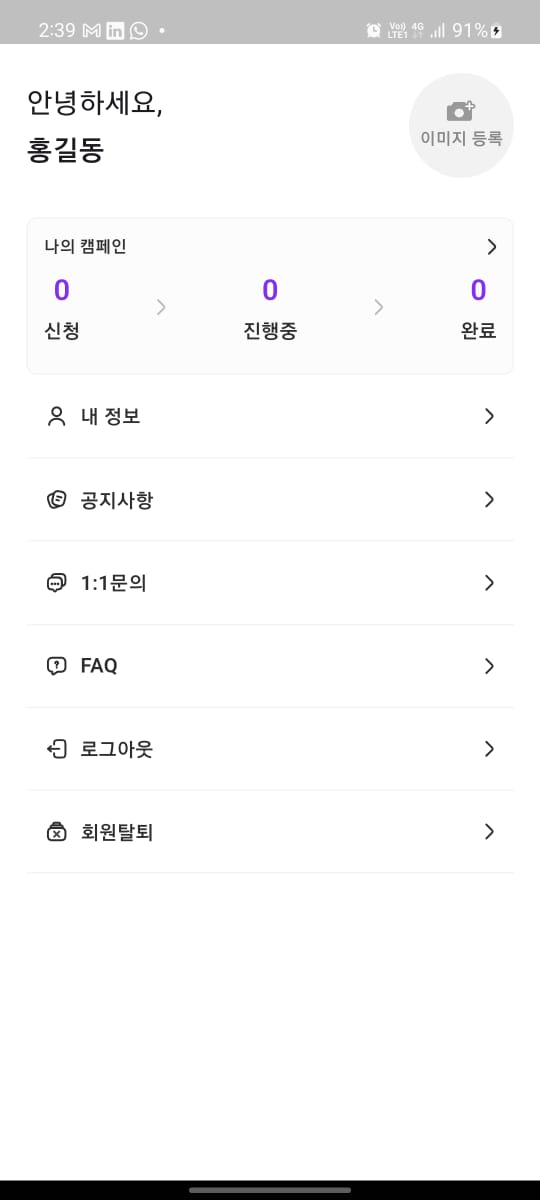 2:39
Vo)) LTE1 4G 91%
안녕하세요,
홍길동
이미지 등록
나의 캠페인
0 0 0
신청 진행중 완료
내 정보
공지사항
1:1문의
FAQ
로그아웃
회원탈퇴